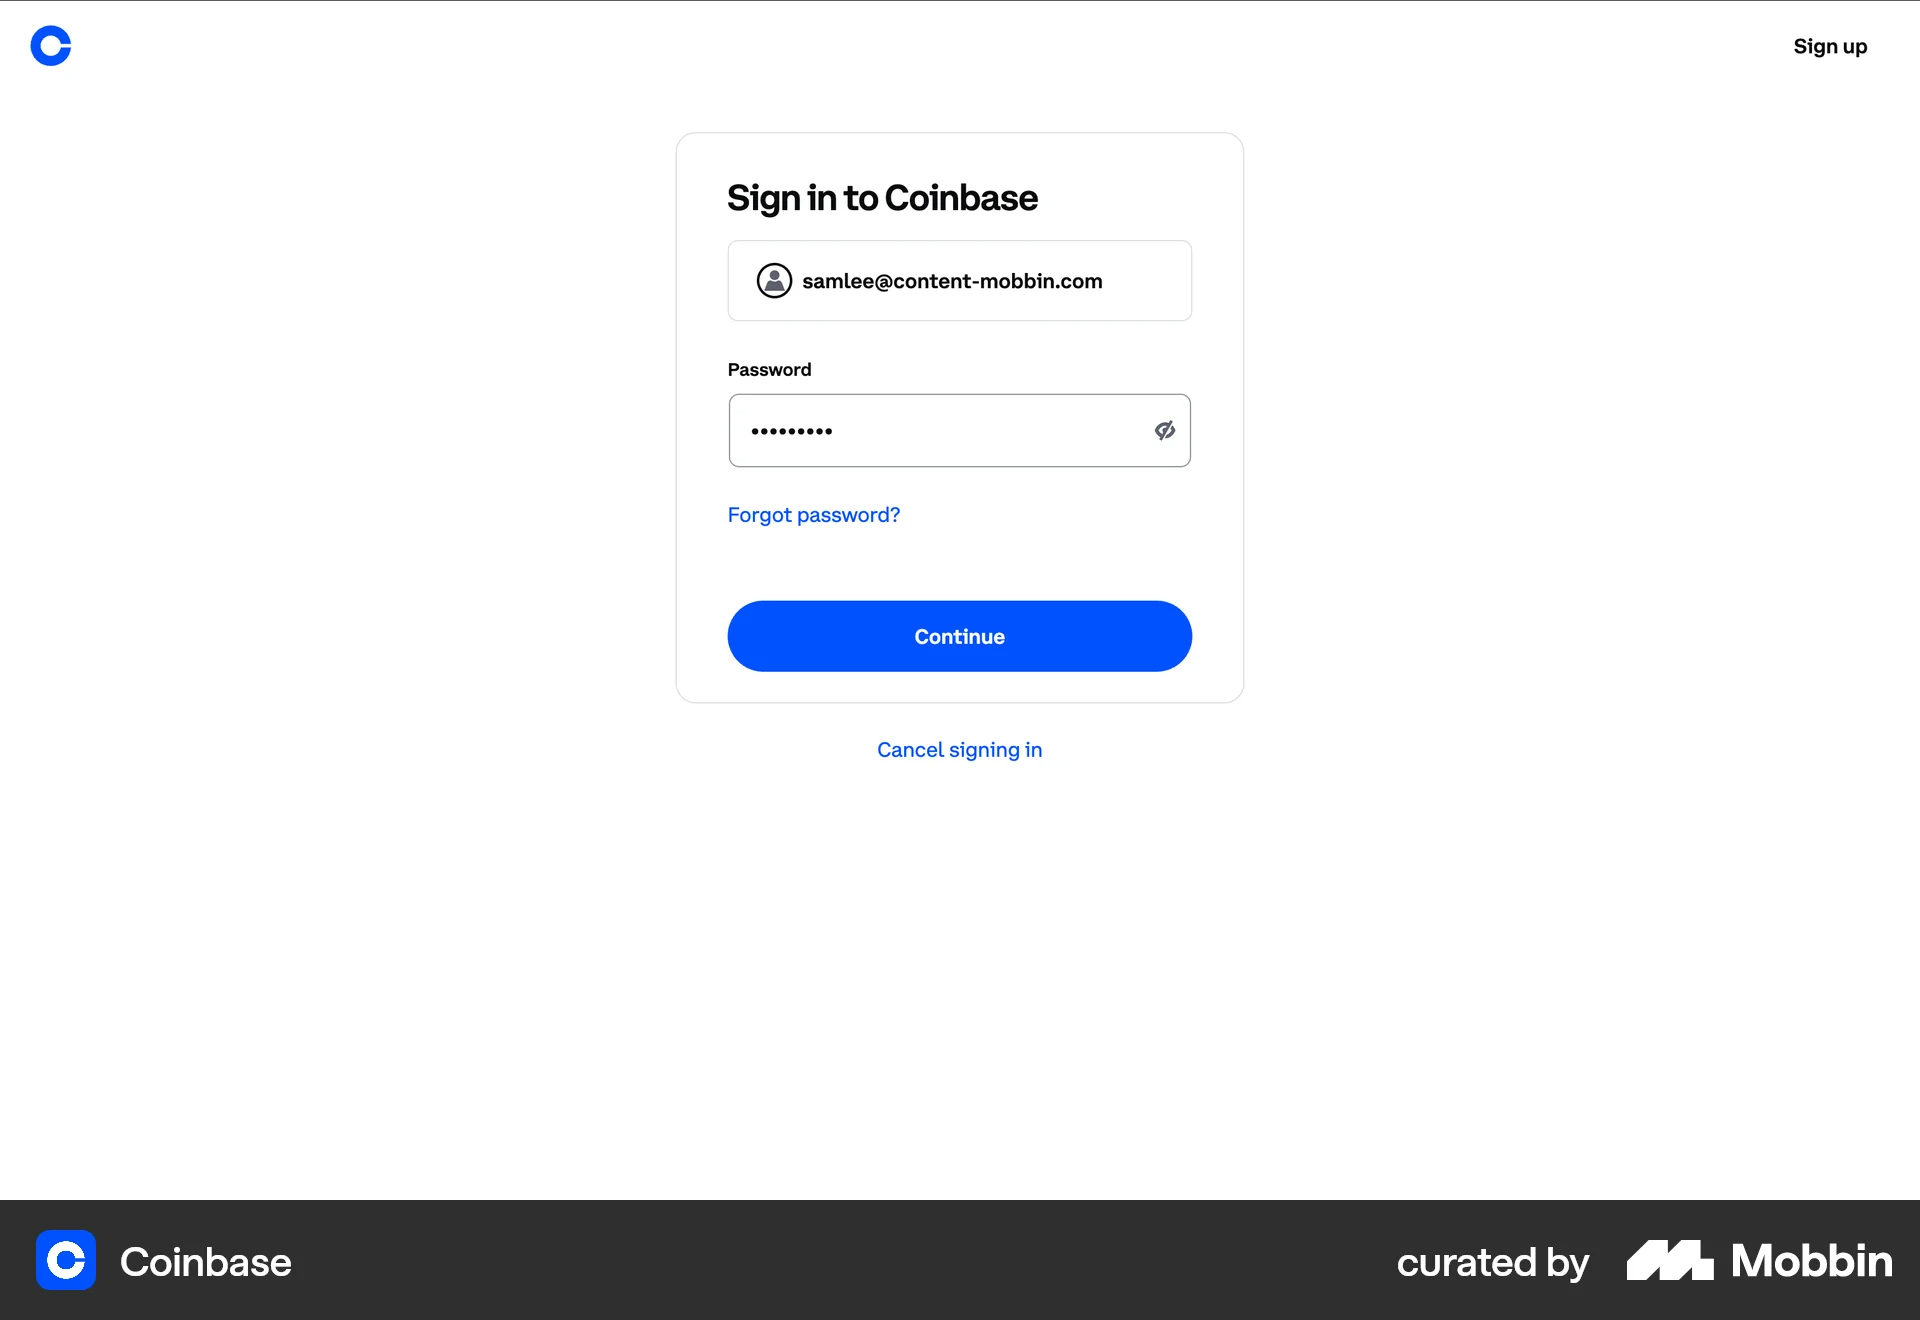 Sign up
Sign in to Coinbase
samlee@content-mobbin.com
Password
•••••••••
Forgot password?
Continue
Cancel signing in
Coinbase
curated by Mobbin